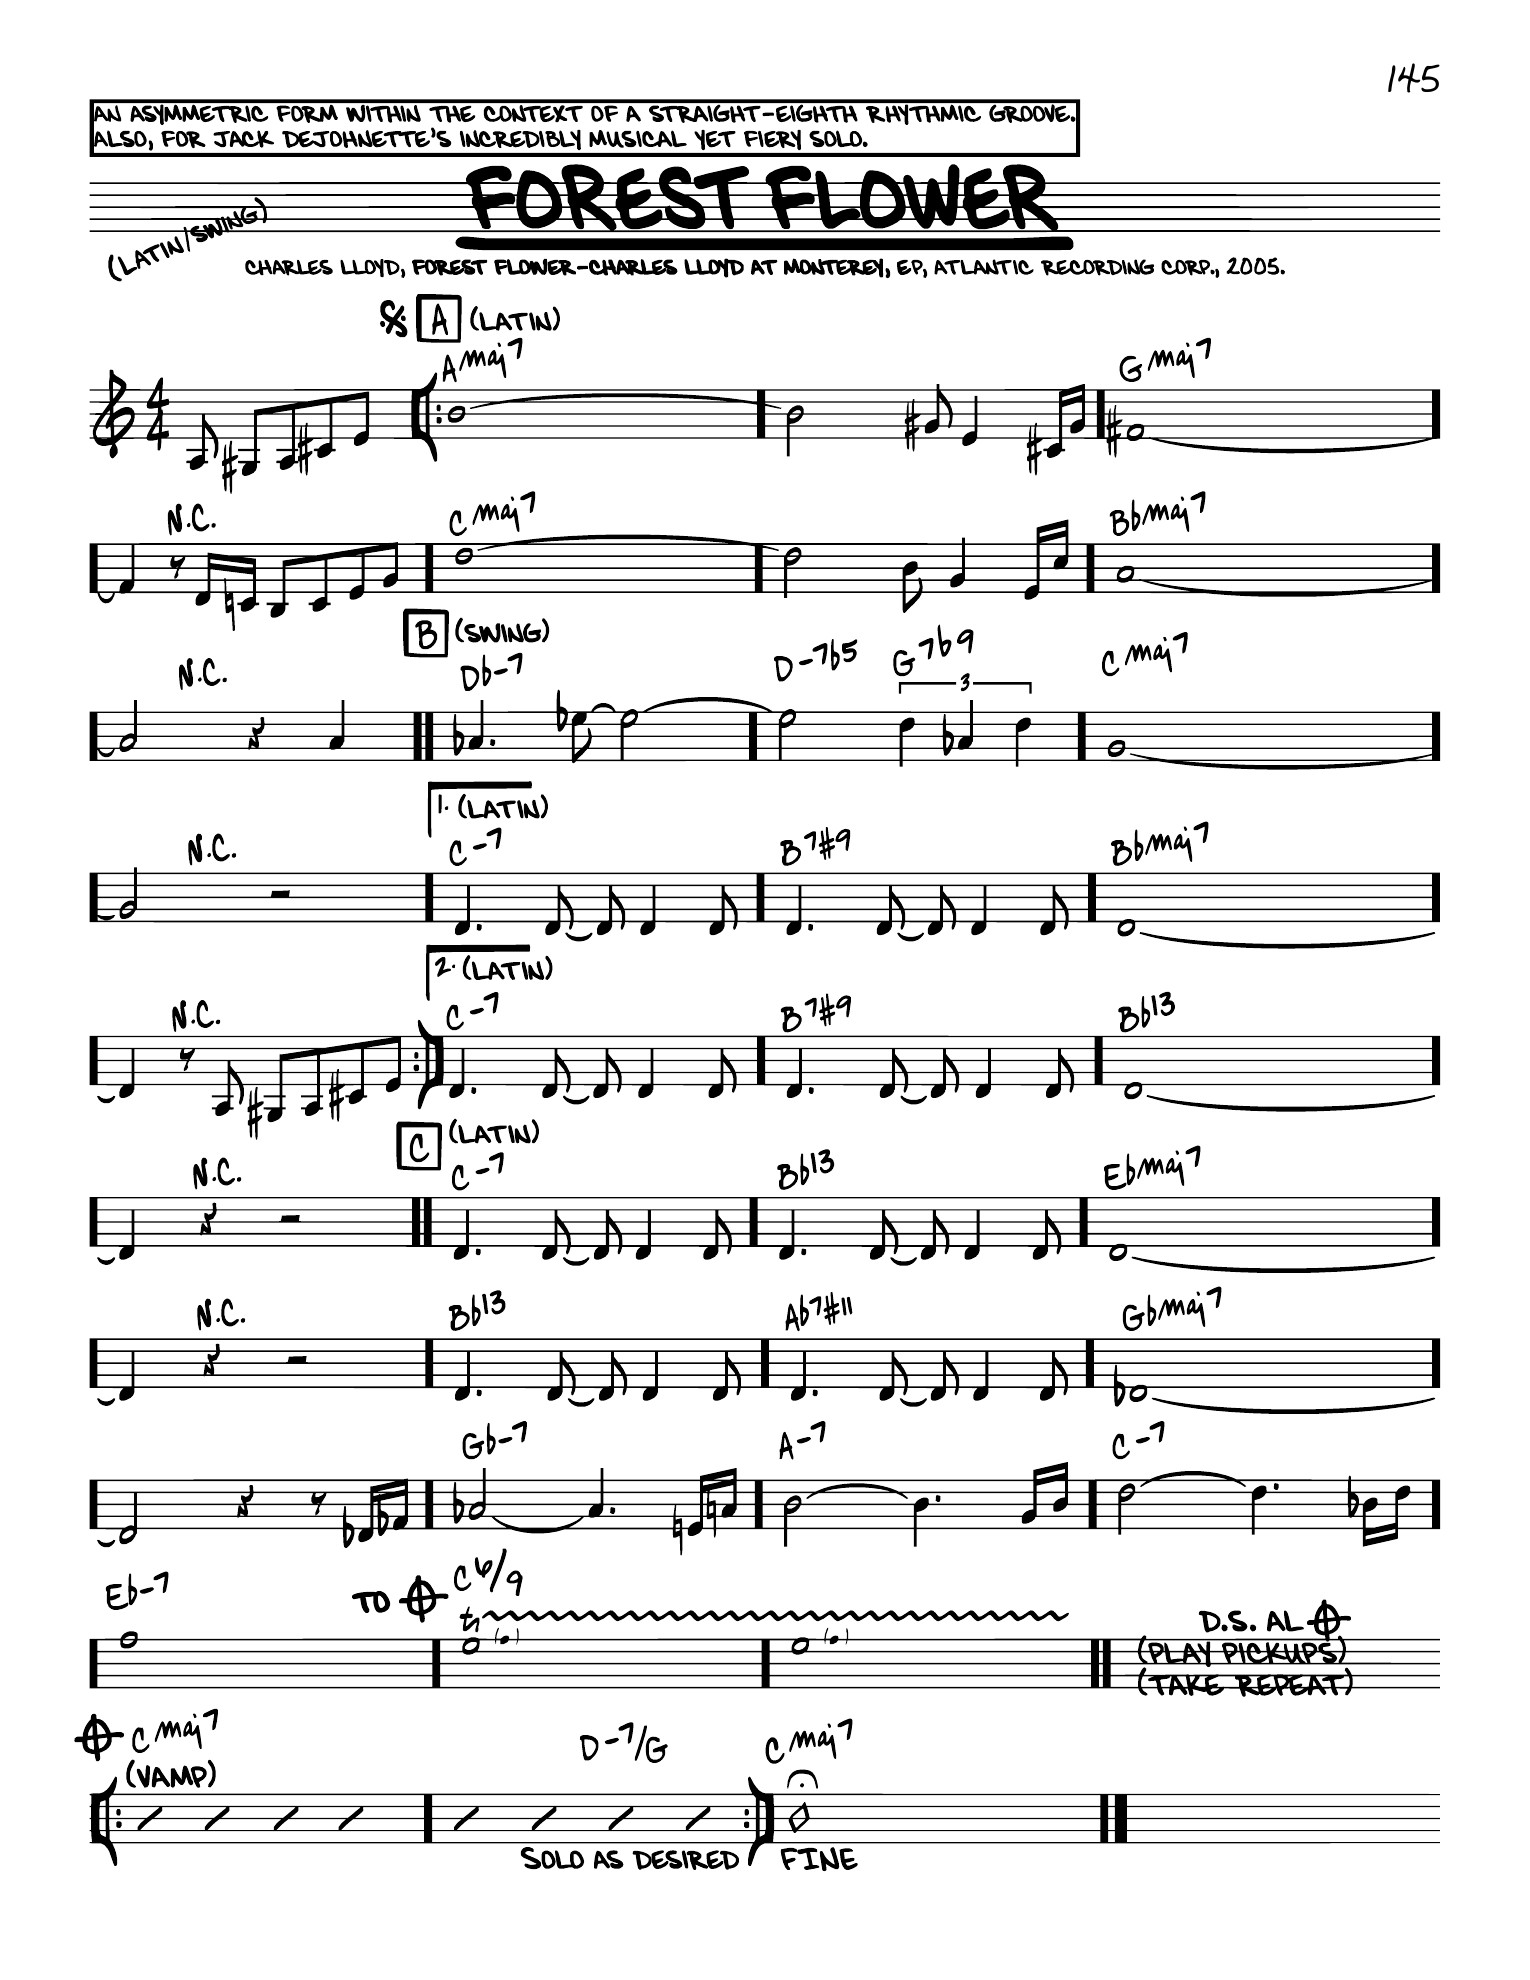 145
AN ASYMMETRIC FORM WITHIN THE CONTEXT OF A STRAIGHT-EIGHTH RHYTHMIC GROOVE.
ALSO, FOR JACK DEJOHNETTE'S INCREDIBLY MUSICAL YET FIERY SOLO.
FOREST FLOWER
(LATIN/SWING)
CHARLES LLOYD, FOREST FLOWER-CHARLES LLOYD AT MONTEREY, EP, ATLANTIC RECORDING CORP., 2005.
A (LATIN)
Amaj7 Gmaj7
4
4
N.C. Cmaj7 Bbmaj7
B (SWING)
N.C. Db-7 D-7b5 G7b9 Cmaj7
3
1. (LATIN)
N.C. C-7 B7#9 Bbmaj7
2. (LATIN)
N.C. C-7 B7#9 Bb13
C (LATIN)
N.C. C-7 Bb13 Ebmaj7
N.C. Bb13 Ab7#11 Gbmaj7
Gb-7 A-7 C-7
Eb-7 TO C6/9
D.S. AL
(PLAY PICKUPS)
(TAKE REPEAT)
Cmaj7 D-7/G Cmaj7
(VAMP)
SOLO AS DESIRED FINE